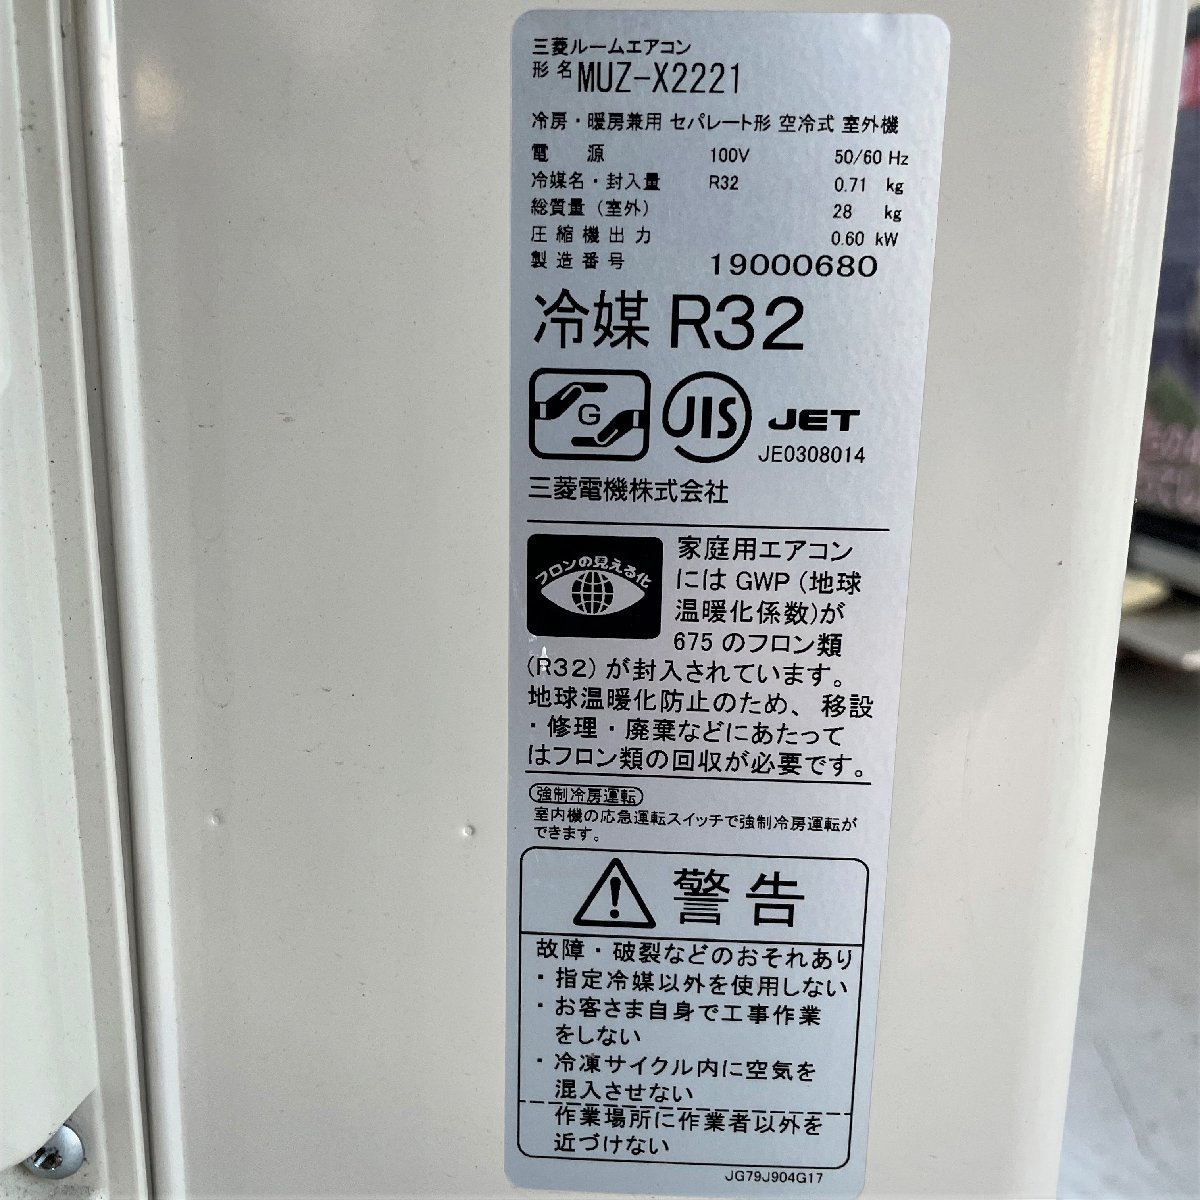 三菱ルームエアコン
形名 MUZ-X2221
冷房・暖房兼用 セパレート形 空冷式 室外機
電源 100V 50/60 Hz
冷媒名・封入量 R32 0.71 kg
総質量（室外） 28 kg
圧縮機出力 0.60 kW
製造番号 19000680
冷媒 R32
G
JIS
JET
JE0308014
三菱電機株式会社
フロンの見える化
家庭用エアコン
には GWP (地球
温暖化係数)が
675 のフロン類
(R32) が封入されています。
地球温暖化防止のため、移設
・修理・廃棄などにあたって
はフロン類の回収が必要です。
強制冷房運転
室内機の応急運転スイッチで強制冷房運転が
できます。
警告
故障・破裂などのおそれあり
・指定冷媒以外を使用しない
・お客さま自身で工事作業
をしない
・冷凍サイクル内に空気を
混入させない
作業場所に作業者以外を
近づけない
JG79J904G17